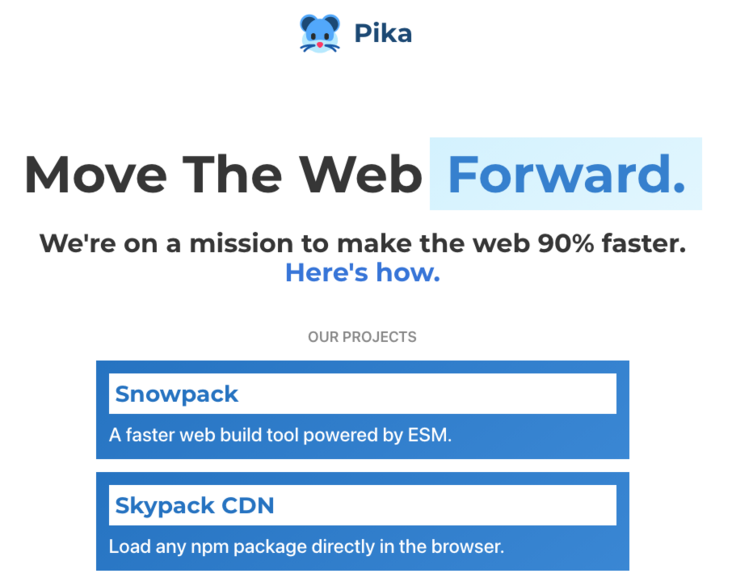 Pika
Move The Web Forward.
We're on a mission to make the web 90% faster.
Here's how.
OUR PROJECTS
Snowpack
A faster web build tool powered by ESM.
Skypack CDN
Load any npm package directly in the browser.